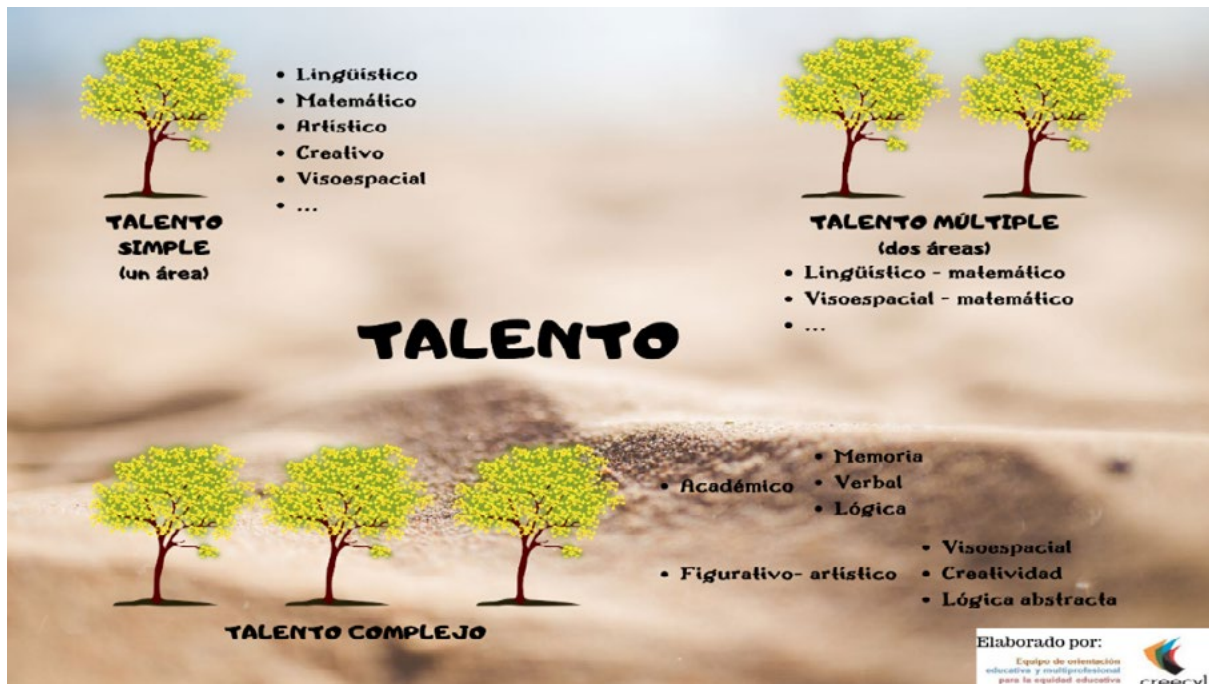 • Lingüístico
• Matemático
• Artístico
• Creativo
• Visoespacial
• ...
TALENTO
SIMPLE
(un área)
TALENTO MÚLTIPLE
(dos áreas)
• Lingüístico - matemático
• Visoespacial - matemático
• ...
TALENTO
• Académico
• Memoria
• Verbal
• Lógica
• Figurativo- artístico
• Visoespacial
• Creatividad
• Lógica abstracta
TALENTO COMPLEJO
Elaborado por:
Equipo de orientación
educativa y multiprofesional
para la equidad educativa
creecyl